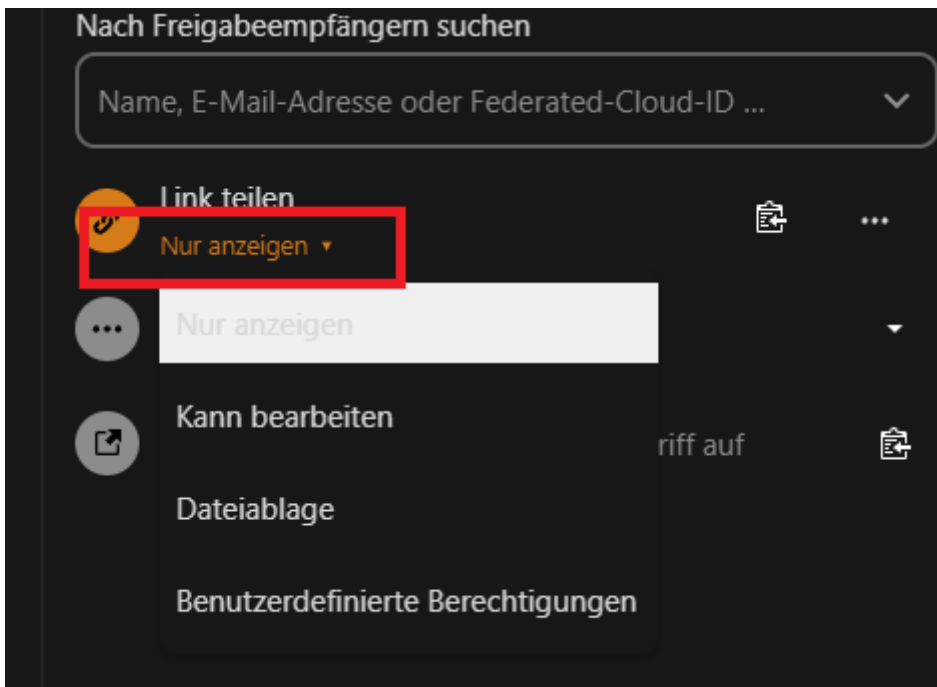 Nach Freigabeempfängern suchen
Name, E-Mail-Adresse oder Federated-Cloud-ID ...
Link teilen
Nur anzeigen
Nur anzeigen
Kann bearbeiten
riff auf
Dateiablage
Benutzerdefinierte Berechtigungen